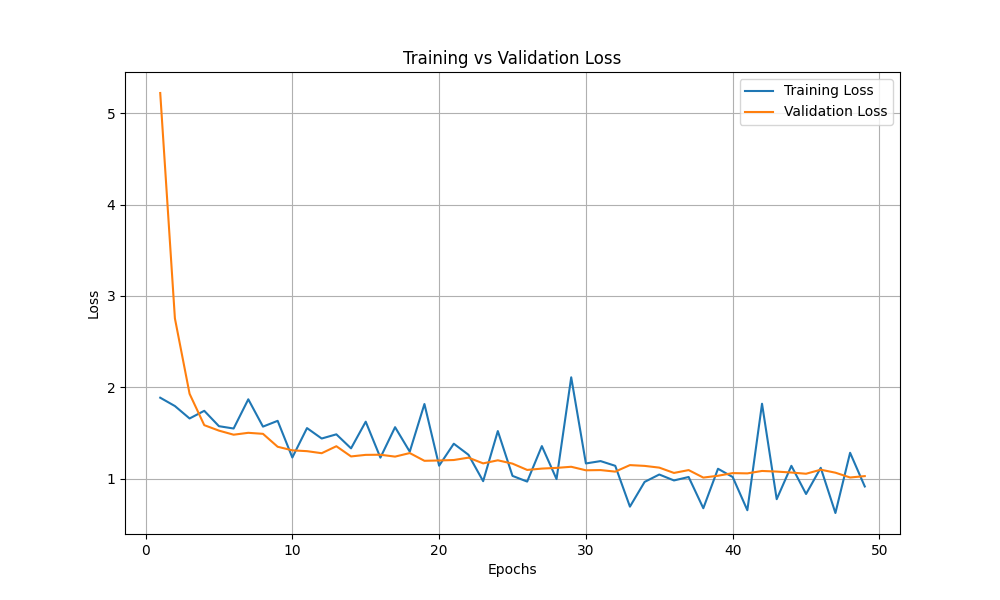 Training vs Validation Loss
Training Loss
Validation Loss
5
4
3
2
1
Loss
0 10 20 30 40 50
Epochs